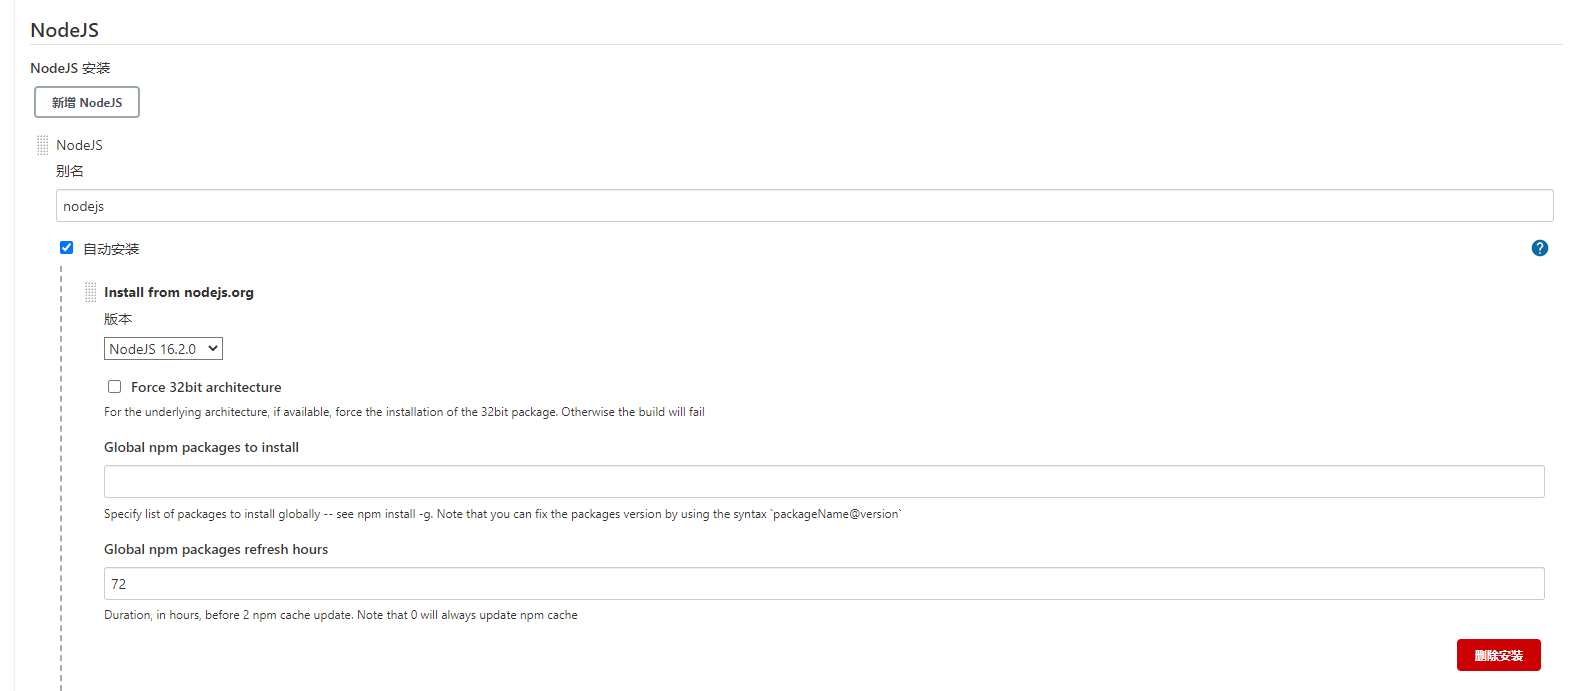 NodeJS
NodeJS 安装
新增 NodeJS
NodeJS
别名
nodejs
自动安装
?
Install from nodejs.org
版本
NodeJS 16.2.0
Force 32bit architecture
For the underlying architecture, if available, force the installation of the 32bit package. Otherwise the build will fail
Global npm packages to install
Specify list of packages to install globally -- see npm install -g. Note that you can fix the packages version by using the syntax `packageName@version`
Global npm packages refresh hours
72
Duration, in hours, before 2 npm cache update. Note that 0 will always update npm cache
删除安装